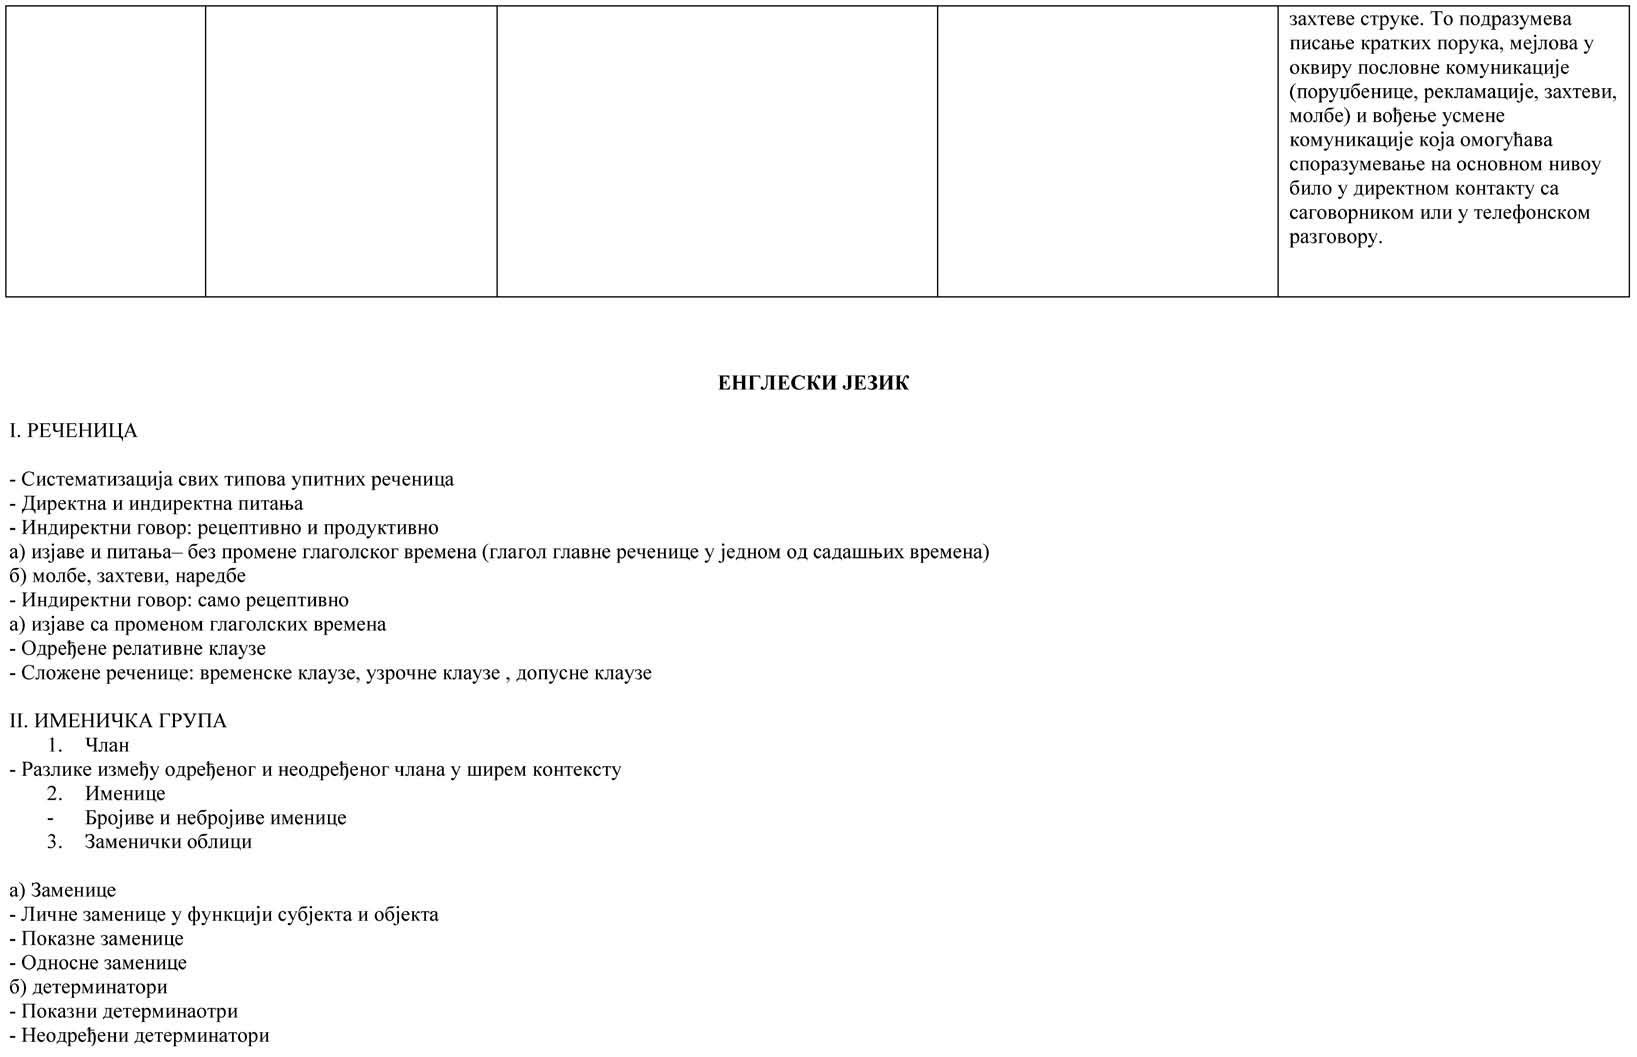 захтеве струке. То подразумева
писање кратких порука, мејлова у
оквиру пословне комуникације
(поруџбенице, рекламације, захтеви,
молбе) и вођење усмене
комуникације која омогућава
споразумевање на основном нивоу
било у директном контакту са
саговорником или у телефонском
разговору.
ЕНГЛЕСКИ ЈЕЗИК
I. РЕЧЕНИЦА
- Систематизација свих типова упитних реченица
- Директна и индиректна питања
- Индиректни говор: рецептивно и продуктивно
а) изјаве и питања– без промене глаголског времена (глагол главне реченице у једном од садашњих времена)
б) молбе, захтеви, наредбе
- Индиректни говор: само рецептивно
а) изјаве са променом глаголских времена
- Одређене релативне клаузе
- Сложене реченице: временске клаузе, узрочне клаузе , допусне клаузе
II. ИМЕНИЧКА ГРУПА
1. Члан
- Разлике између одређеног и неодређеног члана у ширем контексту
2. Именице
- Бројиве и небројиве именице
3. Заменички облици
а) Заменице
- Личне заменице у функцији субјекта и објекта
- Показне заменице
- Односне заменице
б) детерминатори
- Показни детерминаотри
- Неодређени детерминатори